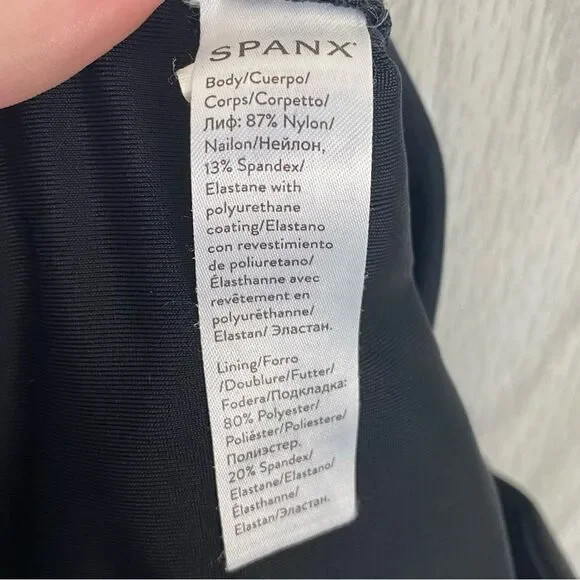 SPANX
Body/Cuerpo/
Corps/Corpetto/
Лиф: 87% Nylon/
Nailon/Нейлон,
13% Spandex/
Elastane with
polyurethane
coating/Elastano
con revestimiento
de poliuretano/
Élasthanne avec
revêtement en
polyuréthanne/
Elastan/ Эластан.
Lining/Forro
/Doublure/Futter/
Fodera/Подкладка:
80% Polyester/
Poliéster/Poliestere/
Полиэстер.
20% Spandex/
Elastane/Elastano/
Élasthanne/
Elastan/Эластан.